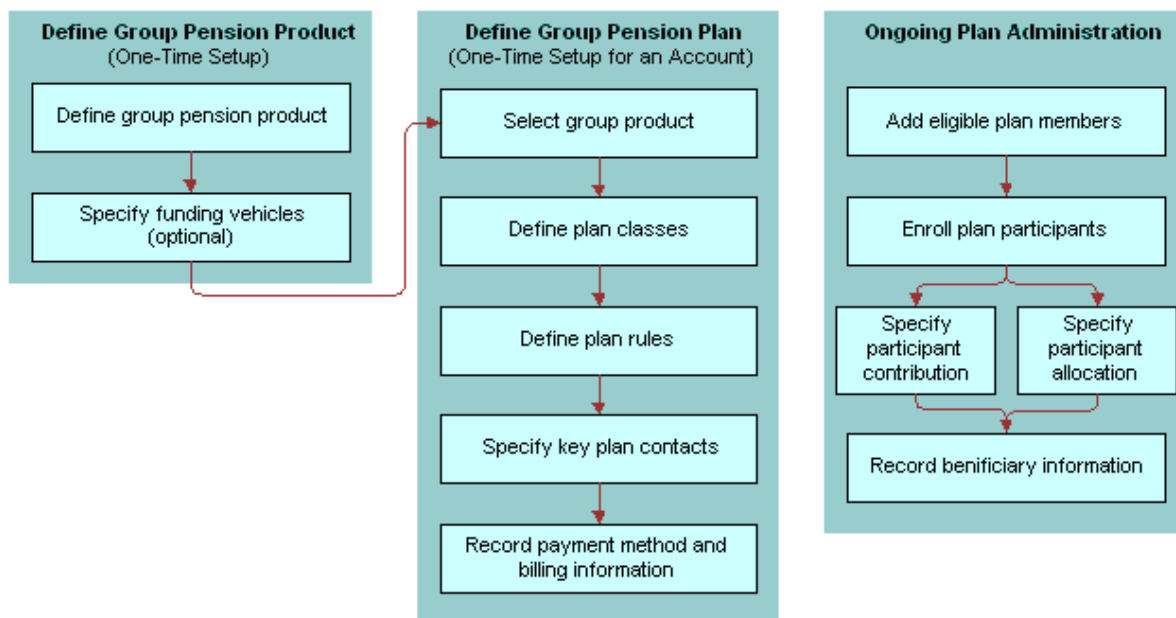 Define Group Pension Product
(One-Time Setup)
Define group pension product
Specify funding vehicles
(optional)
Define Group Pension Plan
(One-Time Setup for an Account)
Select group product
Define plan classes
Define plan rules
Specify key plan contacts
Record payment method and
billing information
Ongoing Plan Administration
Add eligible plan members
Enroll plan participants
Specify
participant
contribution
Specify
participant
allocation
Record benificiary information